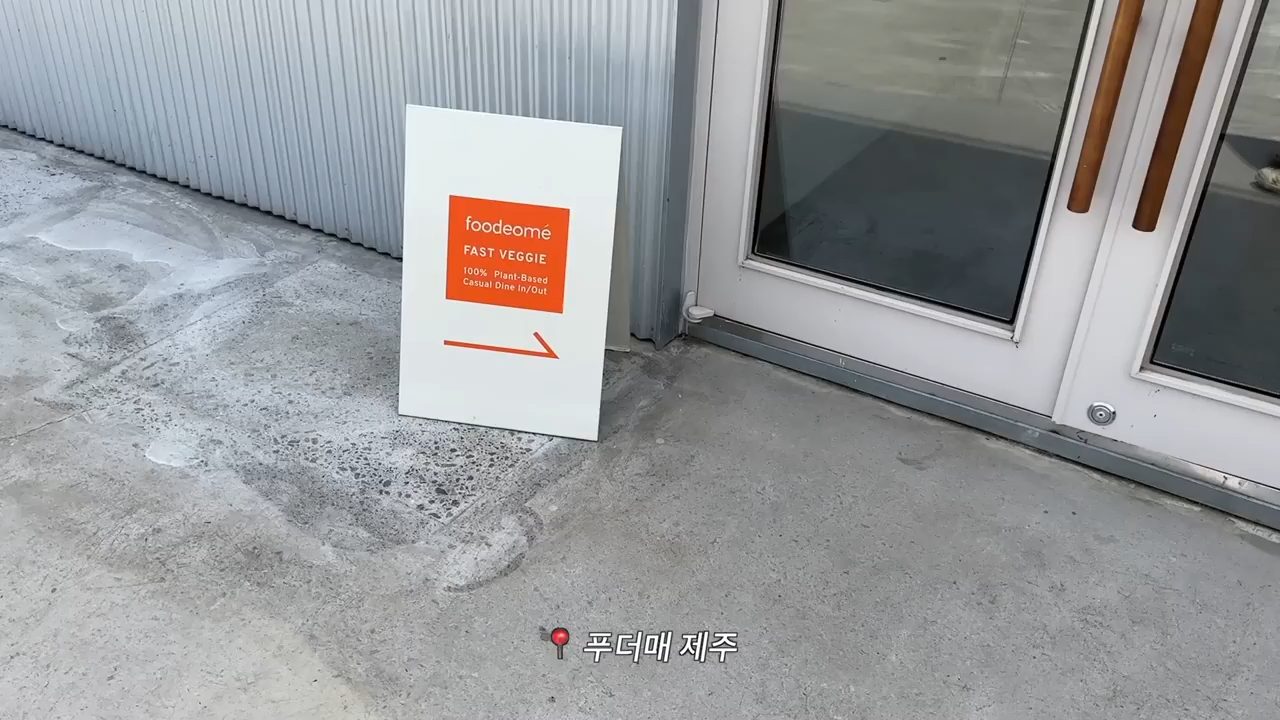 foodeomé
FAST VEGGIE
100% Plant-Based
Casual Dine In/Out
푸더매 제주